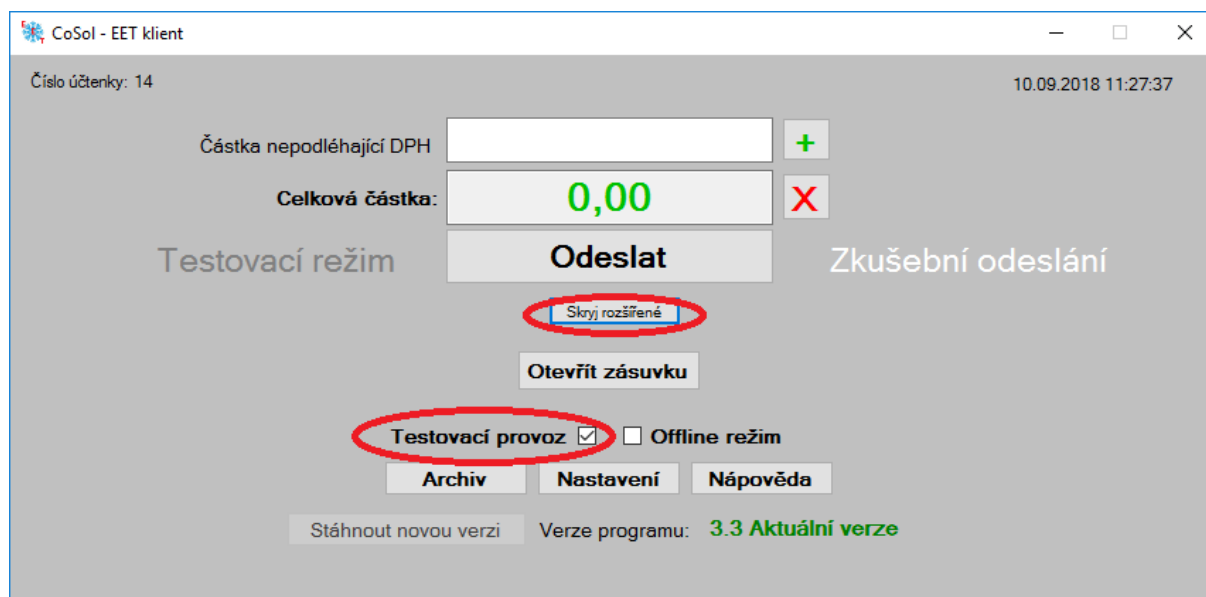 CoSol - EET klient
Číslo účtenky: 14
10.09.2018 11:27:37
Částka nepodléhající DPH
+
Celková částka:
0,00
X
Testovací režim
Odeslat
Zkušební odeslání
Skryj rozšířené
Otevřít zásuvku
Testovací provoz
Offline režim
Archiv
Nastavení
Nápověda
Stáhnout novou verzi
Verze programu: 3.3 Aktuální verze